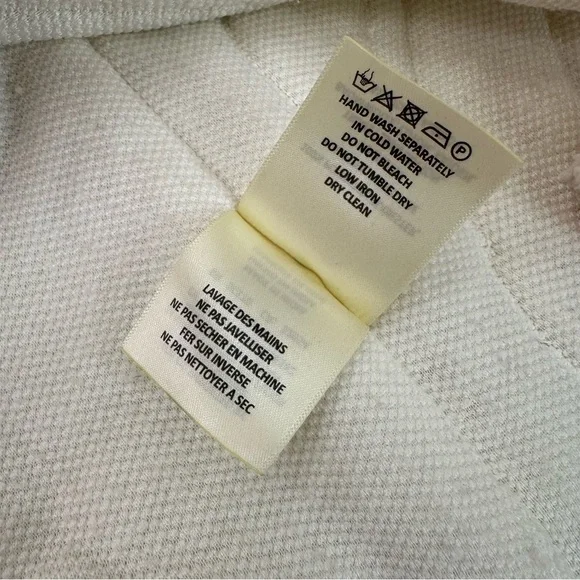 HAND WASH SEPARATELY
IN COLD WATER
DO NOT BLEACH
DO NOT TUMBLE DRY
LOW IRON
DRY CLEAN
LAVAGE DES MAINS
NE PAS JAVELLISER
NE PAS SECHER EN MACHINE
FER SUR INVERSE
NE PAS NETTOYER A SEC